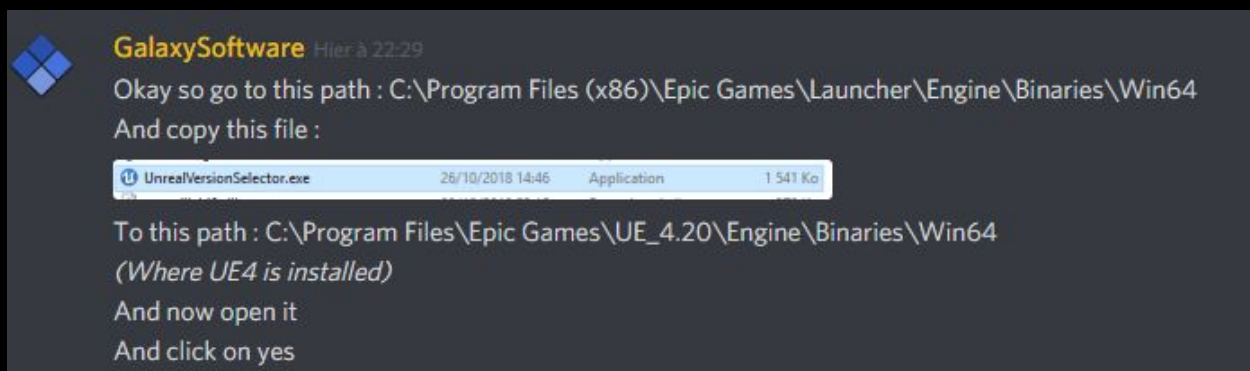 GalaxySoftware Hier à 22:29
Okay so go to this path : C:\Program Files (x86)\Epic Games\Launcher\Engine\Binaries\Win64
And copy this file :
UnrealVersionSelector.exe 26/10/2018 14:46 Application 1 541 Ko
To this path : C:\Program Files\Epic Games\UE_4.20\Engine\Binaries\Win64
(Where UE4 is installed)
And now open it
And click on yes